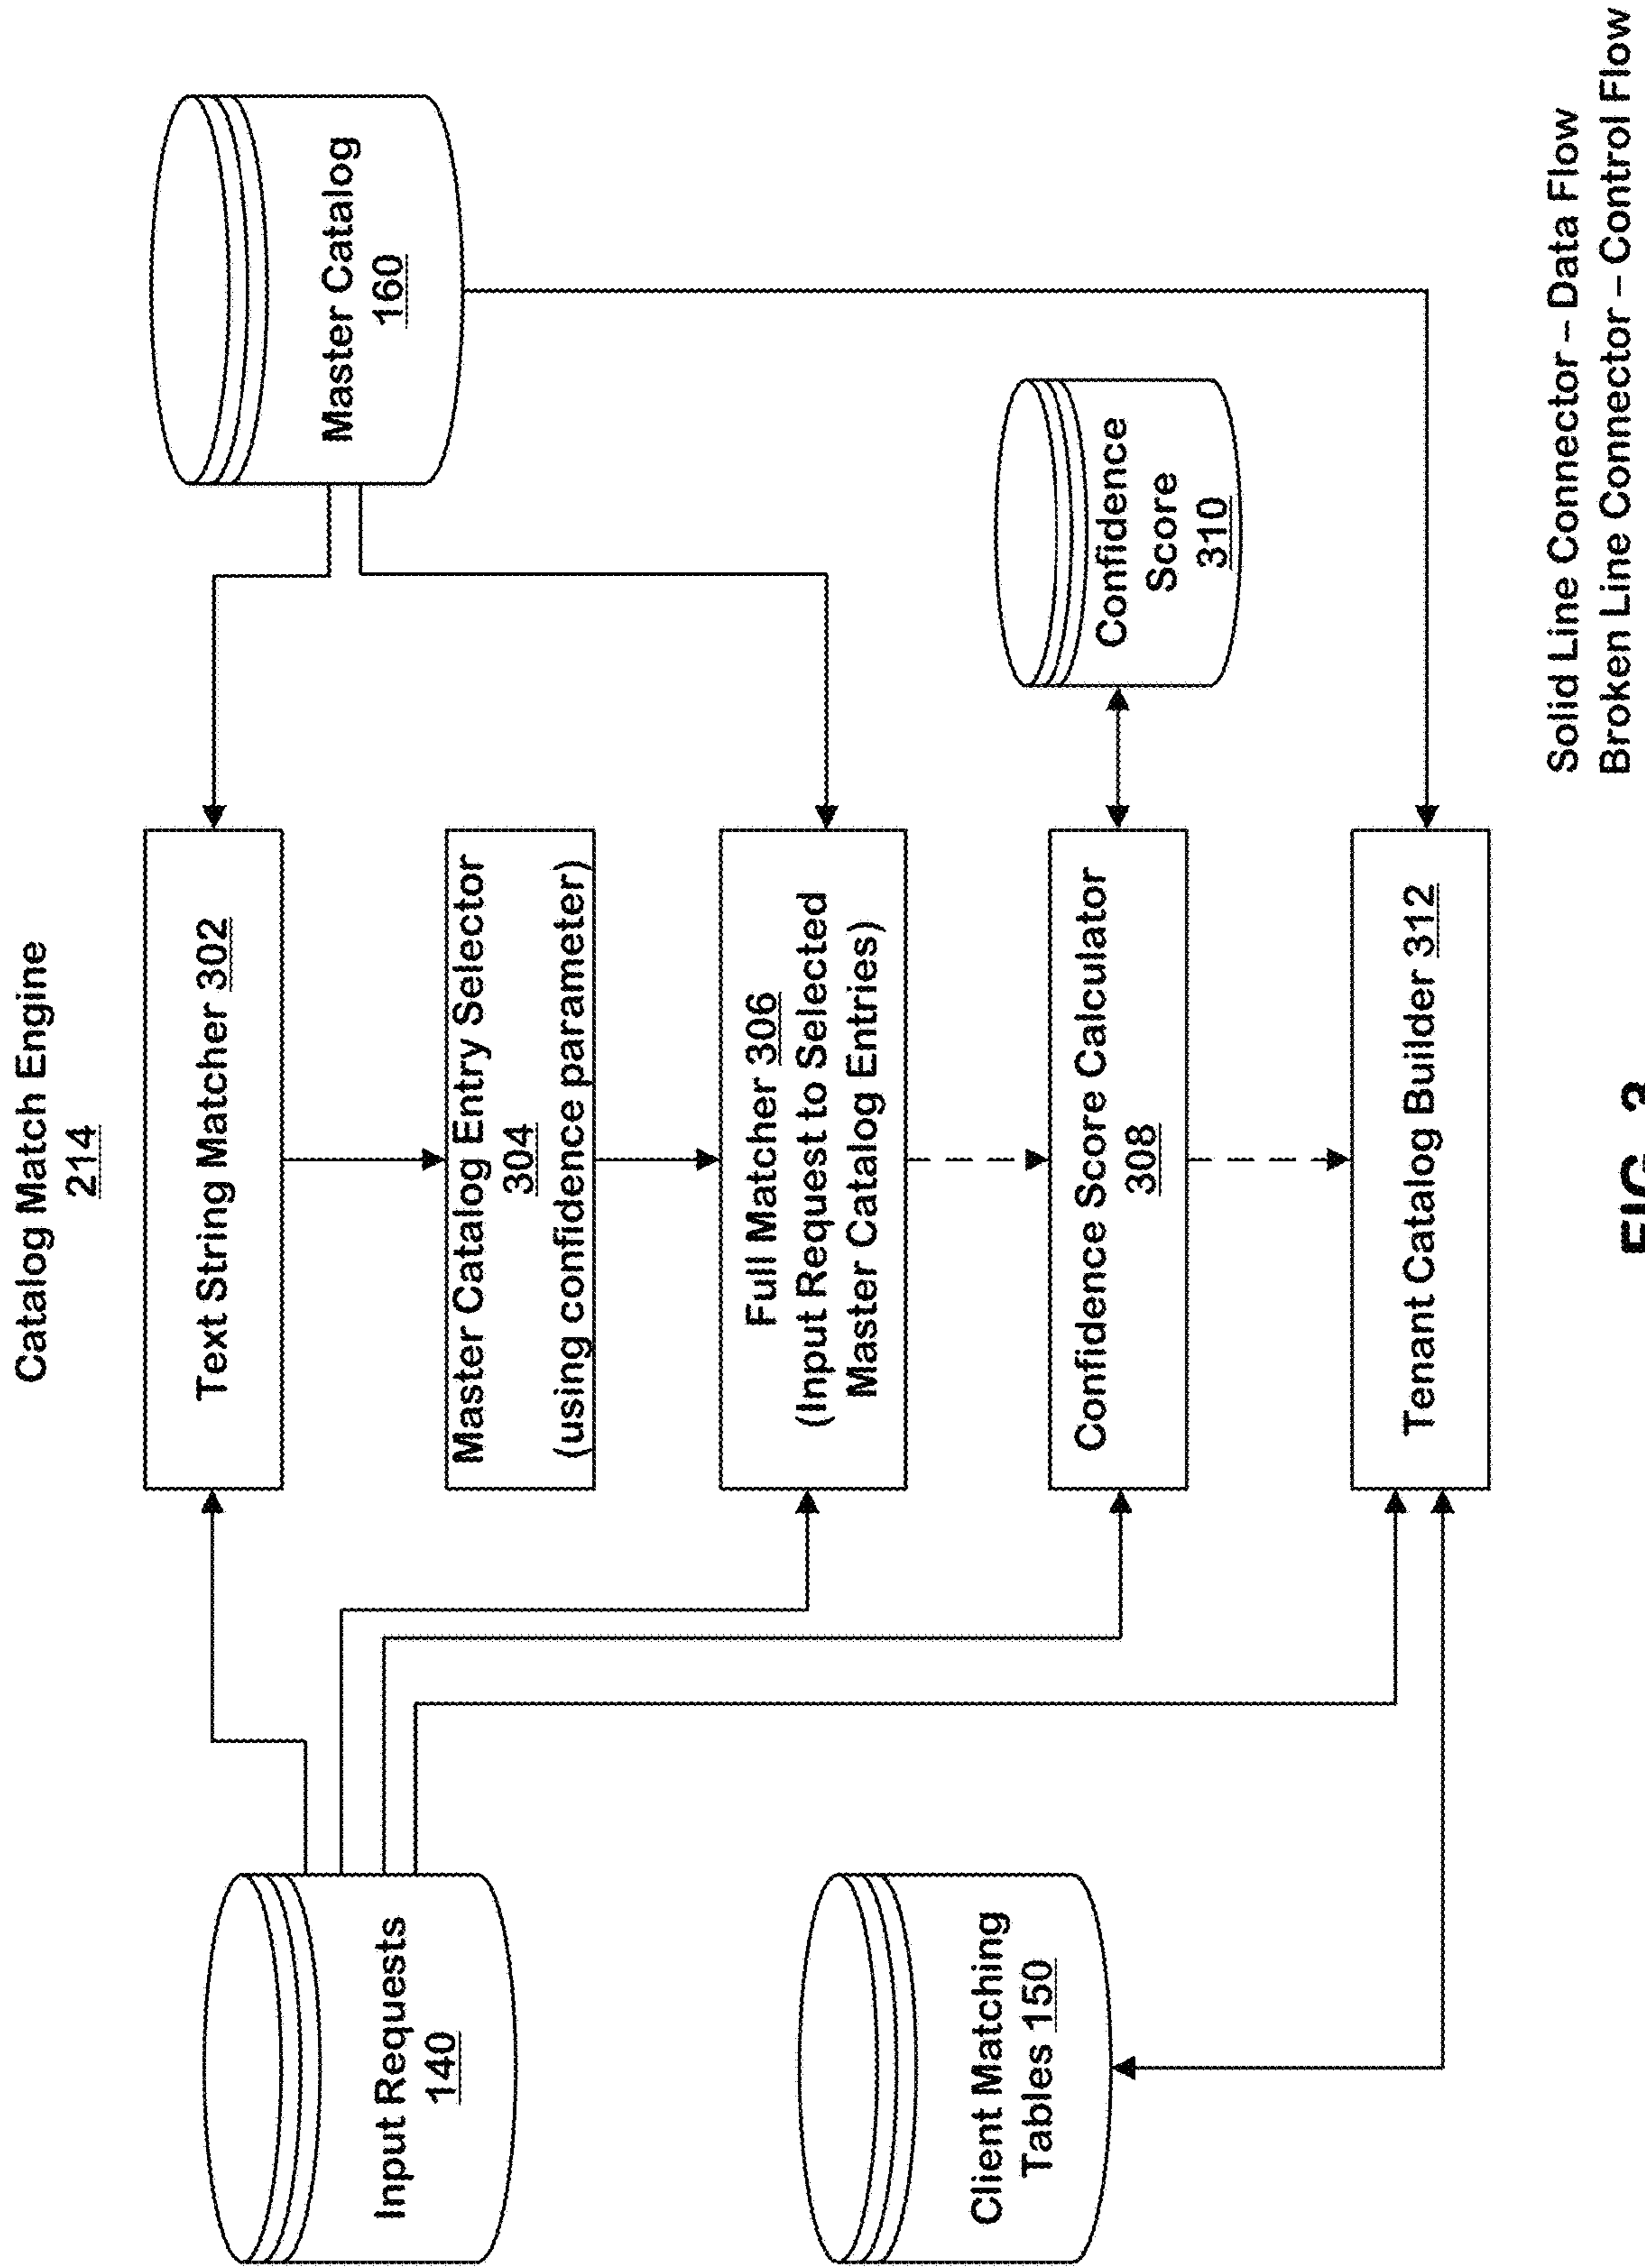 Catalog Match Engine
214
Text String Matcher 302
Master Catalog Entry Selector
304
(using confidence parameter)
Full Matcher 306
(Input Request to Selected
Master Catalog Entries)
Confidence Score Calculator
308
Tenant Catalog Builder 312
Input Requests
140
Client Matching
Tables 150
Master Catalog
160
Confidence
Score
310
Solid Line Connector – Data Flow
Broken Line Connector – Control Flow
FIG. 3